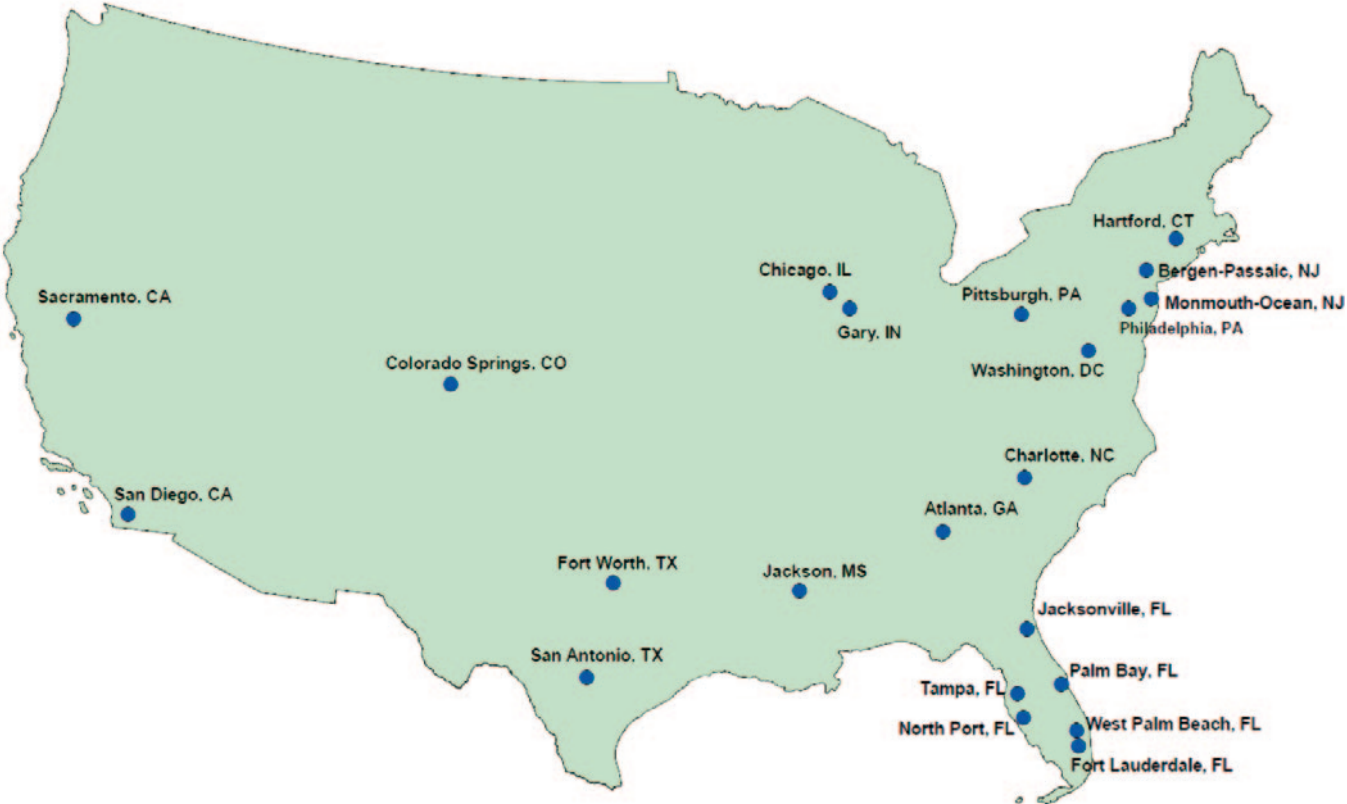 Hartford, CT
Chicago, IL
Bergen-Passaic, NJ
Sacramento, CA
Pittsburgh, PA
Monmouth-Ocean, NJ
Gary, IN
Philadelphia, PA
Colorado Springs, CO
Washington, DC
Charlotte, NC
San Diego, CA
Atlanta, GA
Fort Worth, TX
Jackson, MS
Jacksonville, FL
San Antonio, TX
Palm Bay, FL
Tampa, FL
North Port, FL
West Palm Beach, FL
Fort Lauderdale, FL